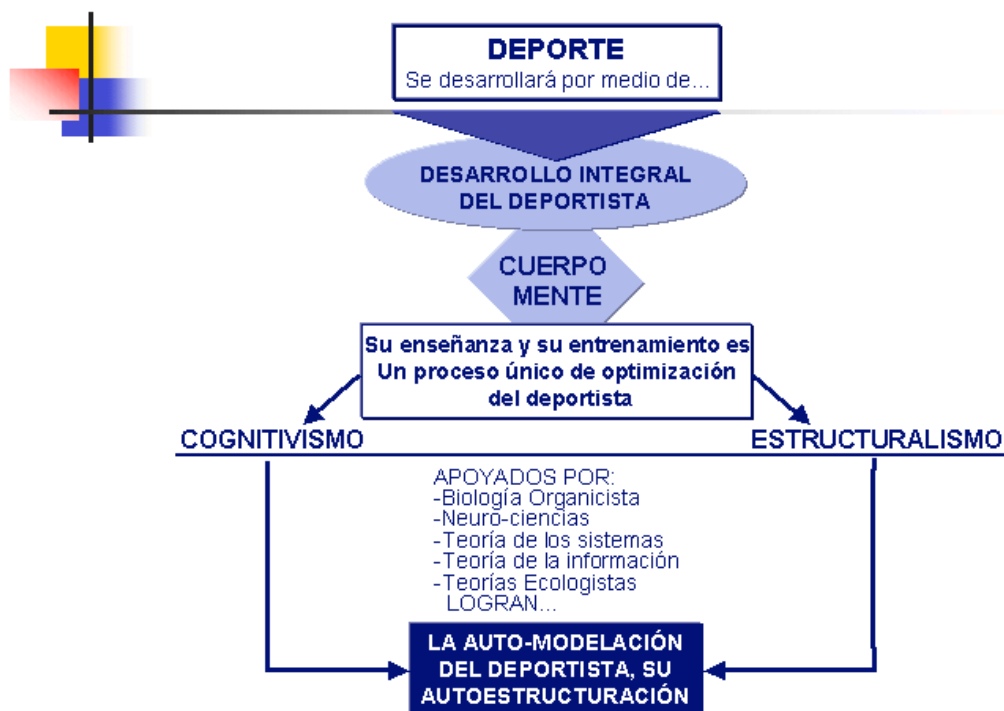 DEPORTE
Se desarrollará por medio de...
DESARROLLO INTEGRAL
DEL DEPORTISTA
CUERPO
MENTE
Su enseñanza y su entrenamiento es
Un proceso único de optimización
del deportista
COGNITIVISMO
ESTRUCTURALISMO
APOYADOS POR:
-Biología Organicista
-Neuro-ciencias
-Teoría de los sistemas
-Teoría de la información
-Teorías Ecologistas
LOGRAN...
LA AUTO-MODELACIÓN
DEL DEPORTISTA, SU
AUTOESTRUCTURACIÓN